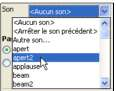 Son <Aucun son>
<Aucun son>
<Arrêter le son précédent>
Autre son...
Pa
apert
apert2
applause
beam
beam2